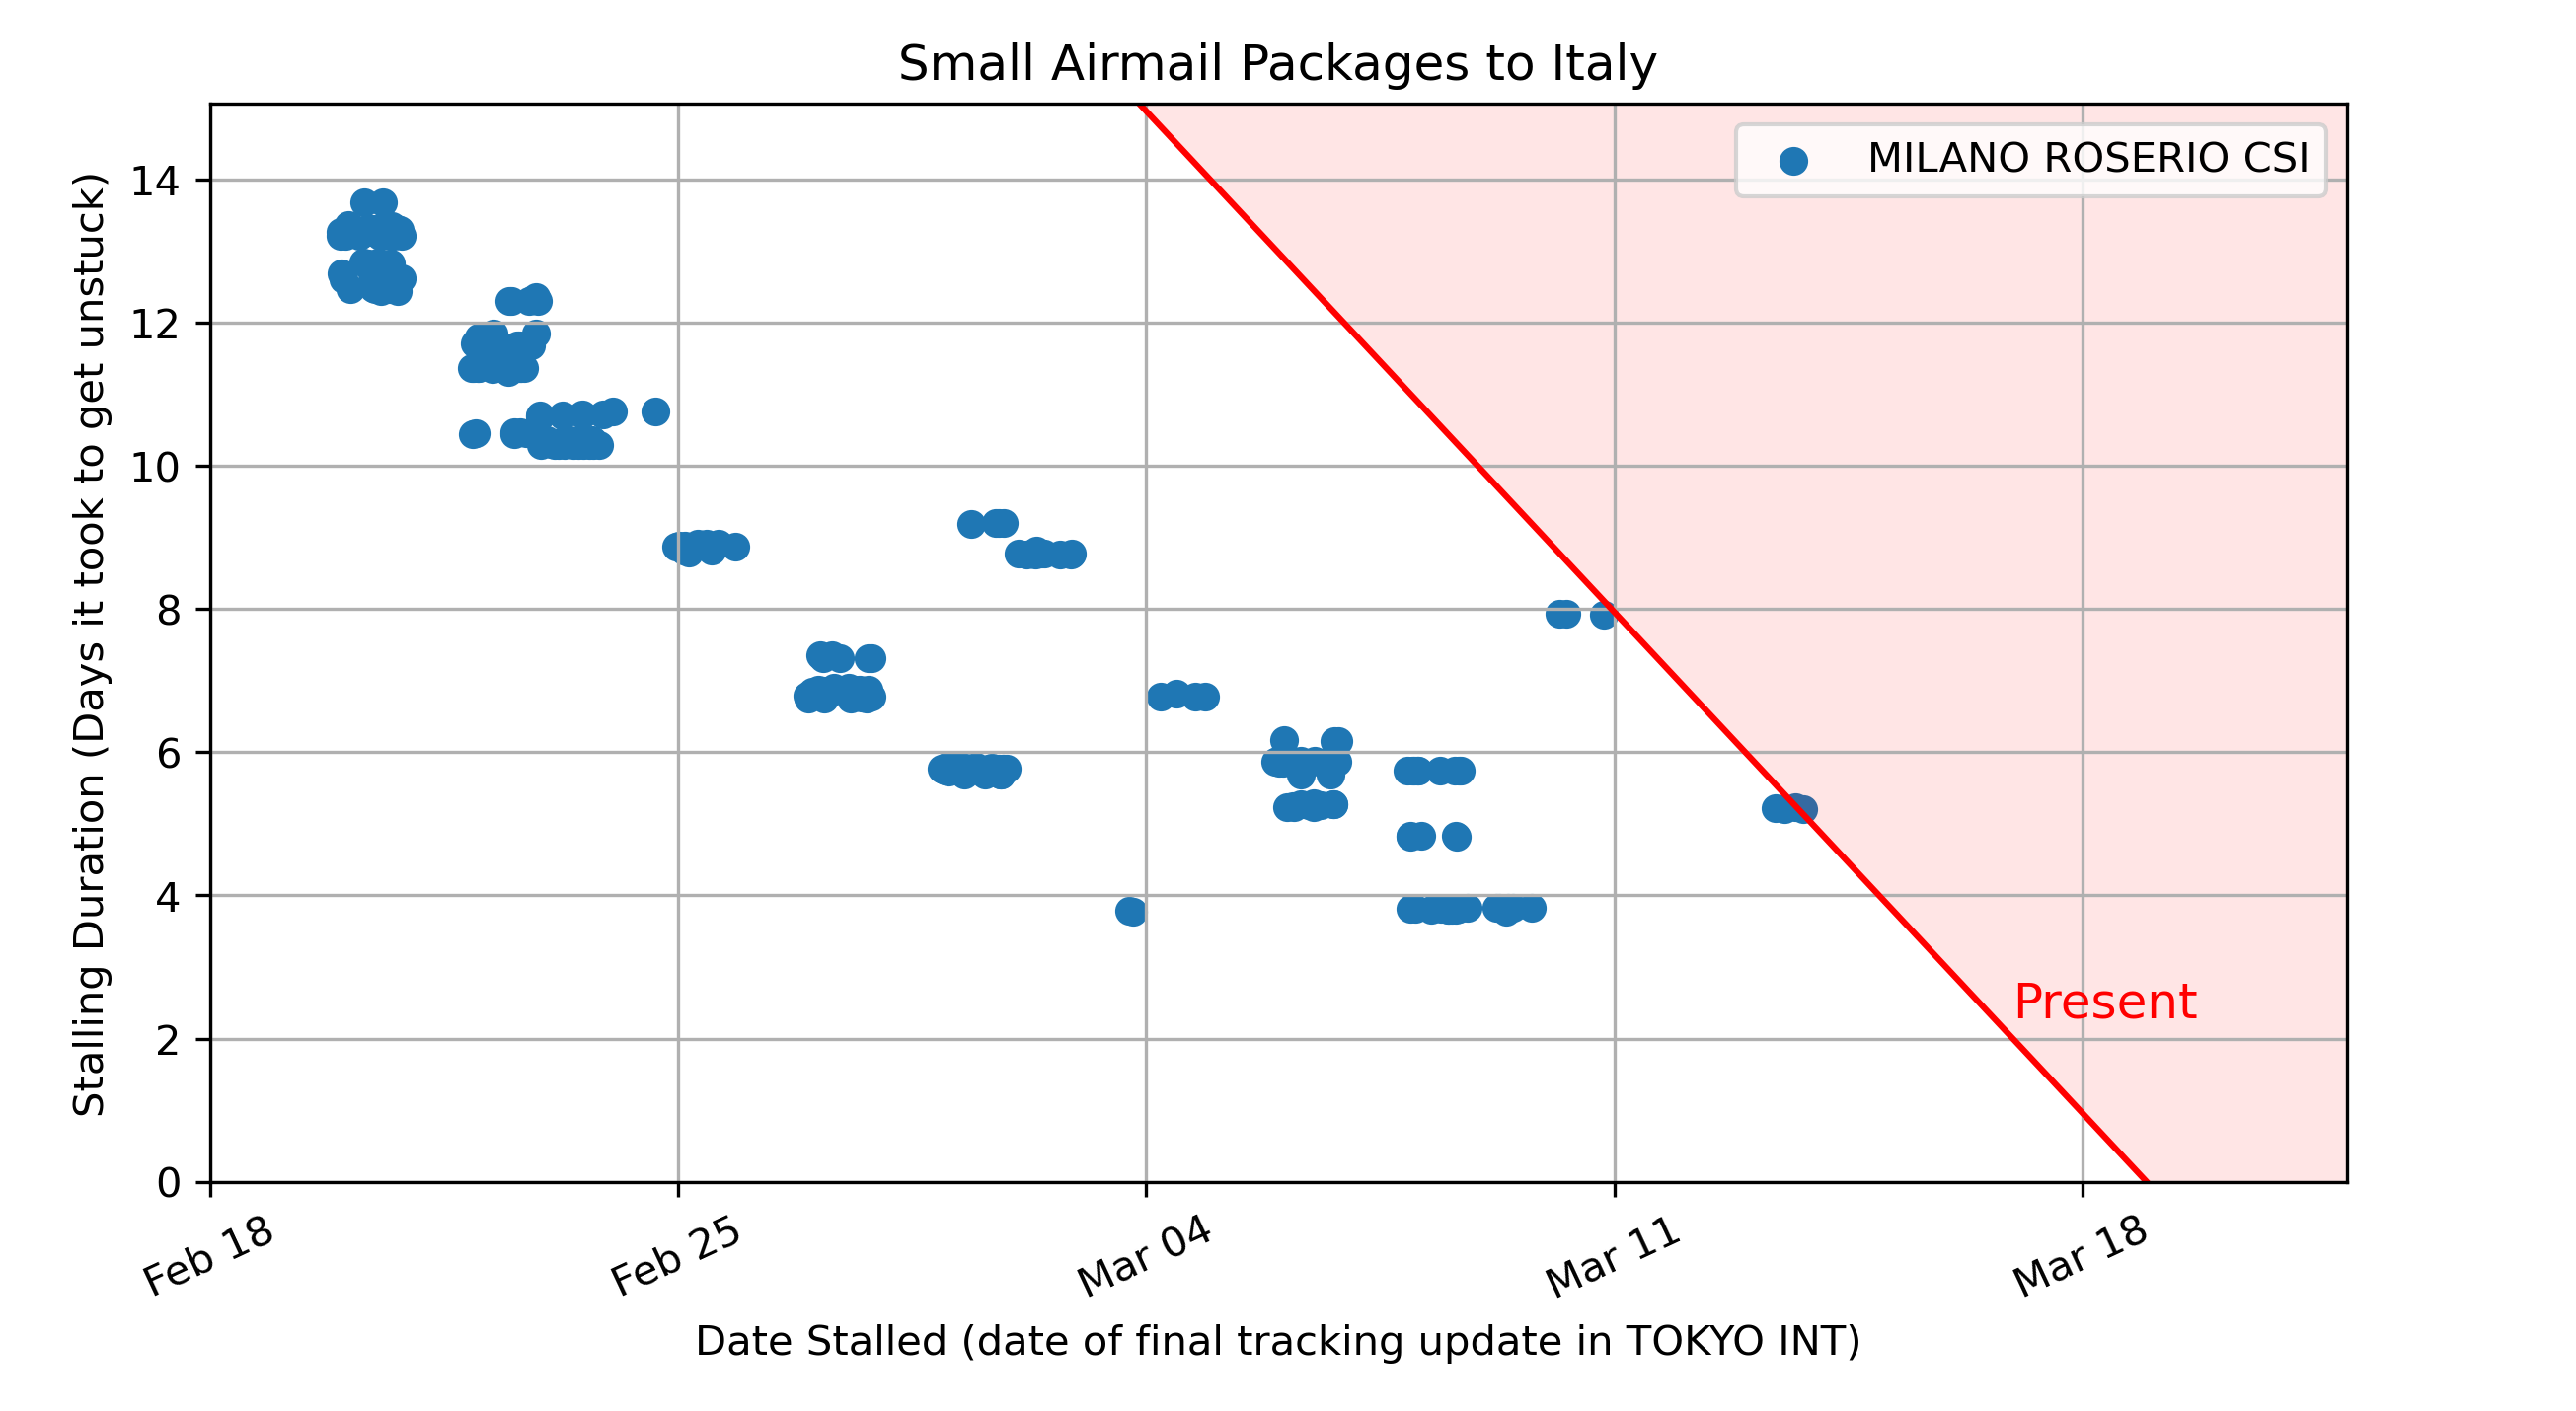 Small Airmail Packages to Italy
MILANO ROSERIO CSI
Stalling Duration (Days it took to get unstuck)
14
12
10
8
6
4
2
0
Present
Feb 18
Feb 25
Mar 04
Mar 11
Mar 18
Date Stalled (date of final tracking update in TOKYO INT)